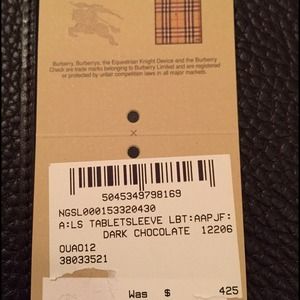 Burberry, Burberrys, the Equestrian Knight Device and the Burberry
Check are trade marks belonging to Burberry Limited and are registered
or protected by unfair competition laws in all major markets.
5045349798169
NGSL000153320430
A:LS TABLETSLEEVE LBT:AAPJF:
DARK CHOCOLATE 12206
OUAO12
38033521
Was $ 425